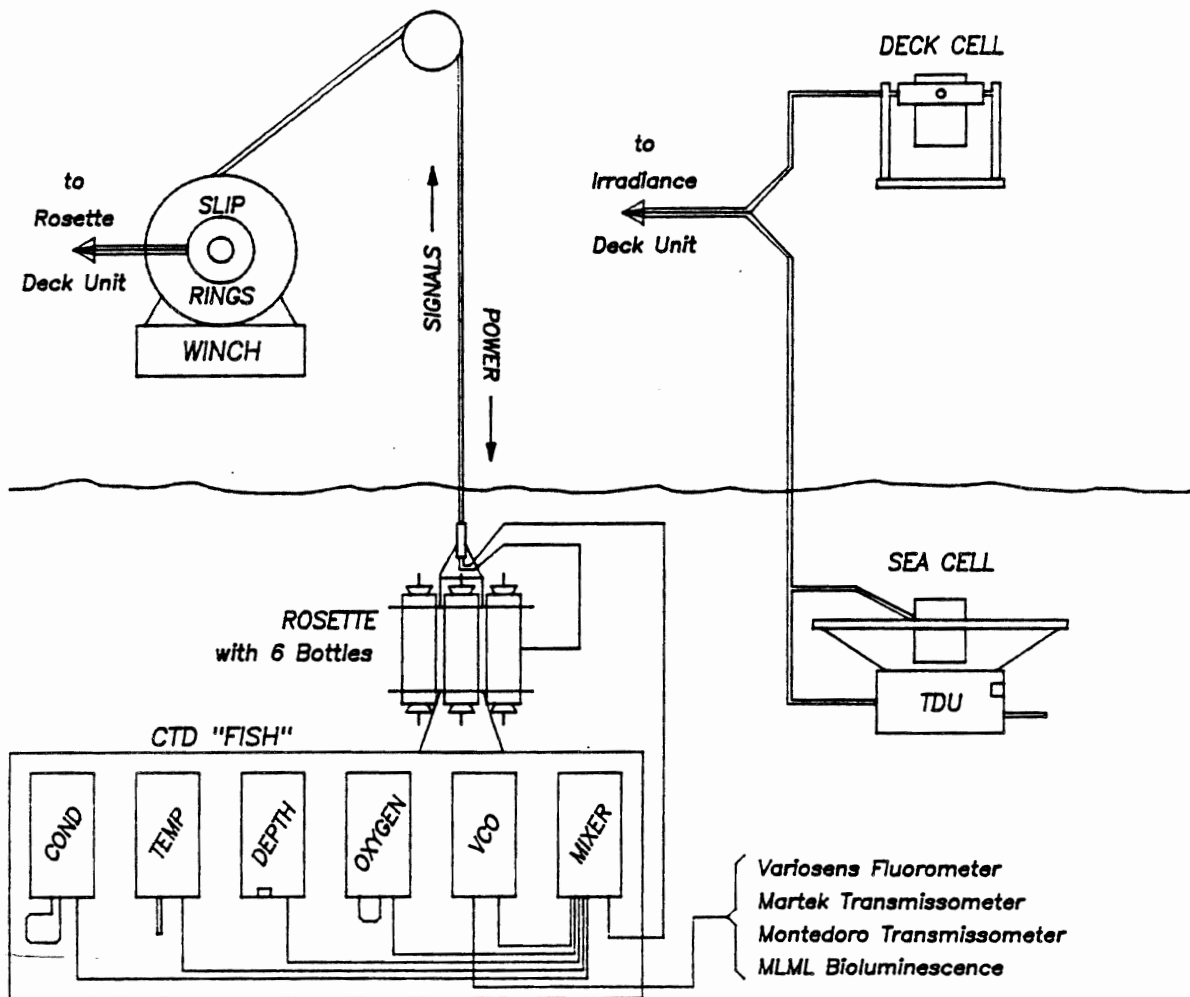 DECK CELL
to
Irradiance
Deck Unit
to
Rosette
Deck Unit
SLIP
RINGS
WINCH
SIGNALS
POWER
SEA CELL
TDU
ROSETTE
with 6 Bottles
CTD "FISH"
COND
TEMP
DEPTH
OXYGEN
VCO
MIXER
Variosens Fluorometer
Martek Transmissometer
Montedoro Transmissometer
MLML Bioluminescence